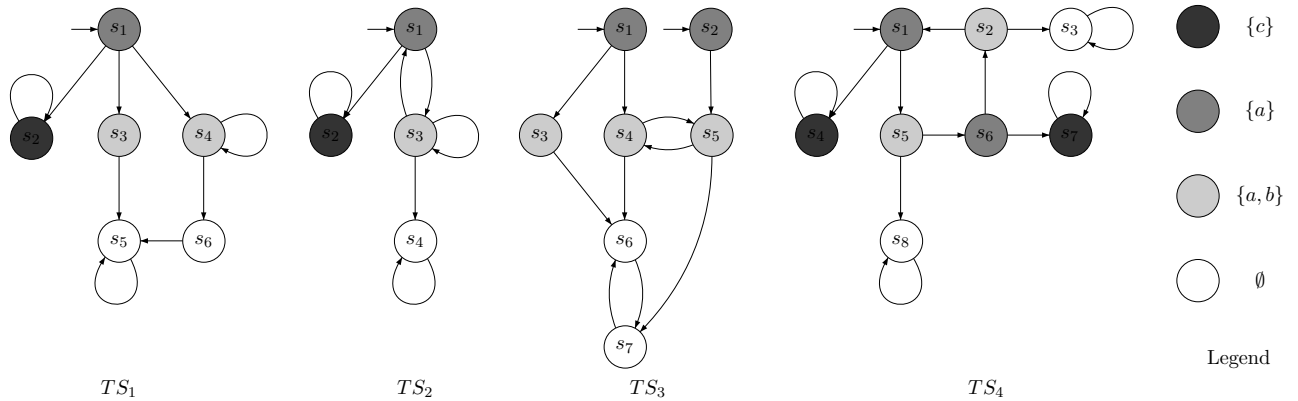 s1 s1 s1 s2 s1 s2 s3 {c}
{a}
s2 s3 s4 s2 s3 s3 s4 s5 s4 s5 s6 s7
{a, b}
s5 s6 s4 s6 s8
∅
s7
Legend
TS1 TS2 TS3 TS4